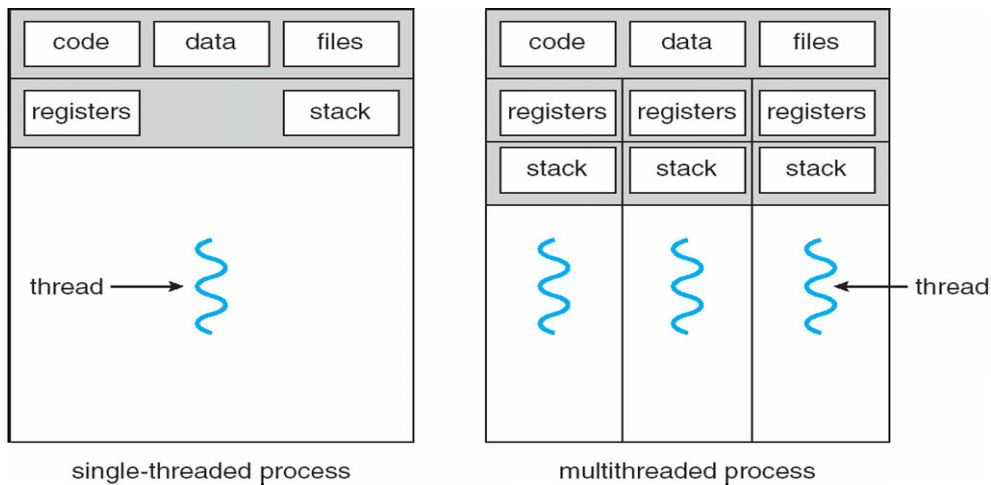 code data files code data files
registers stack registers registers registers
stack stack stack
thread thread
single-threaded process multithreaded process